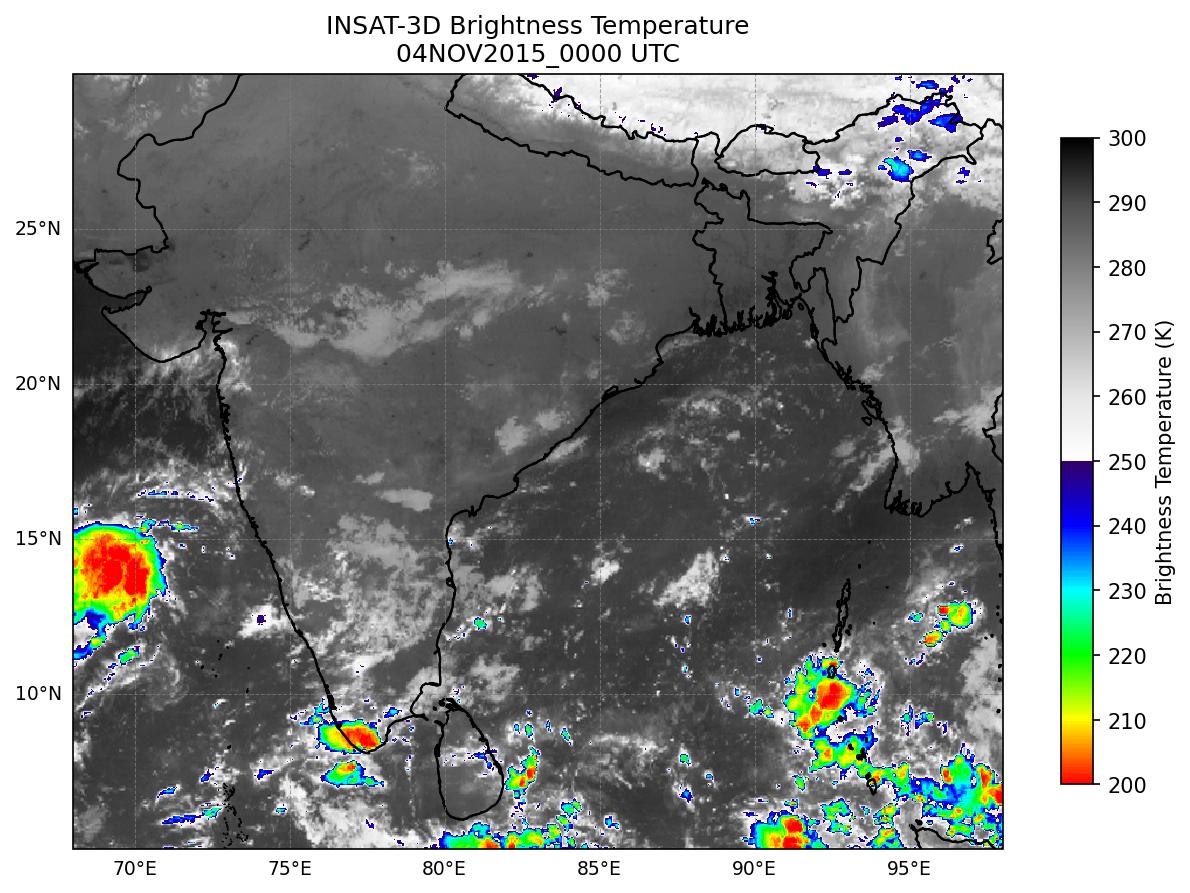 INSAT-3D Brightness Temperature
04NOV2015_0000 UTC
25°N
20°N
15°N
10°N
70°E
75°E
80°E
85°E
90°E
95°E
300
290
280
270
260
250
240
230
220
210
200
Brightness Temperature (K)